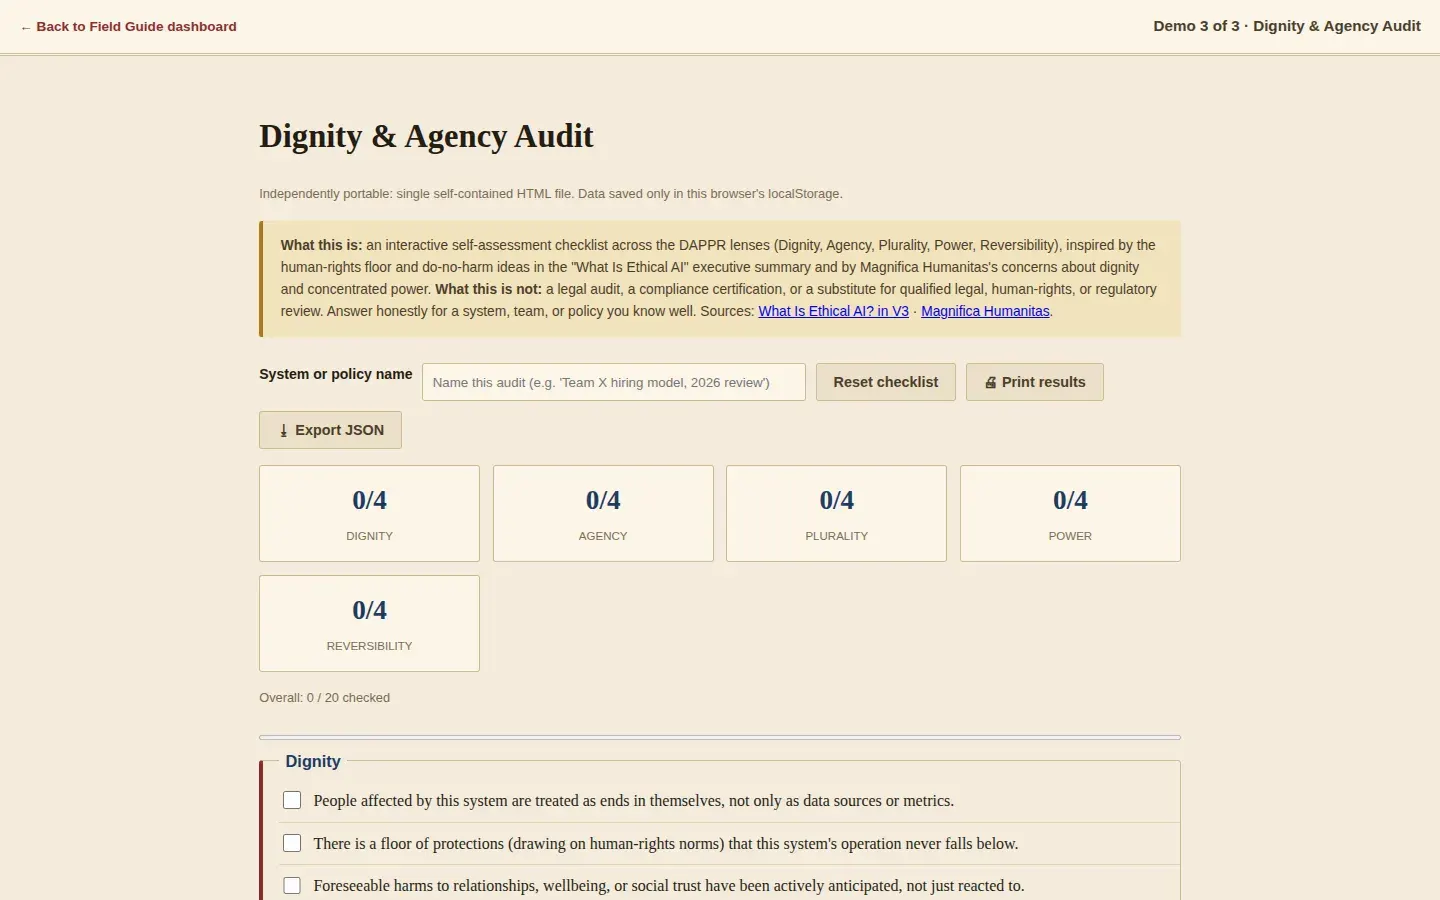 ← Back to Field Guide dashboard
Demo 3 of 3 · Dignity & Agency Audit
Dignity & Agency Audit
Independently portable: single self-contained HTML file. Data saved only in this browser's localStorage.
What this is: an interactive self-assessment checklist across the DAPPR lenses (Dignity, Agency, Plurality, Power, Reversibility), inspired by the
human-rights floor and do-no-harm ideas in the "What Is Ethical AI" executive summary and by Magnifica Humanitas's concerns about dignity
and concentrated power. What this is not: a legal audit, a compliance certification, or a substitute for qualified legal, human-rights, or regulatory
review. Answer honestly for a system, team, or policy you know well. Sources: What Is Ethical AI? in V3 · Magnifica Humanitas.
System or policy name
Name this audit (e.g. 'Team X hiring model, 2026 review')
Reset checklist
🖨 Print results
⭳ Export JSON
0/4
DIGNITY
0/4
AGENCY
0/4
PLURALITY
0/4
POWER
0/4
REVERSIBILITY
Overall: 0 / 20 checked
Dignity
People affected by this system are treated as ends in themselves, not only as data sources or metrics.
There is a floor of protections (drawing on human-rights norms) that this system's operation never falls below.
Foreseeable harms to relationships, wellbeing, or social trust have been actively anticipated, not just reacted to.